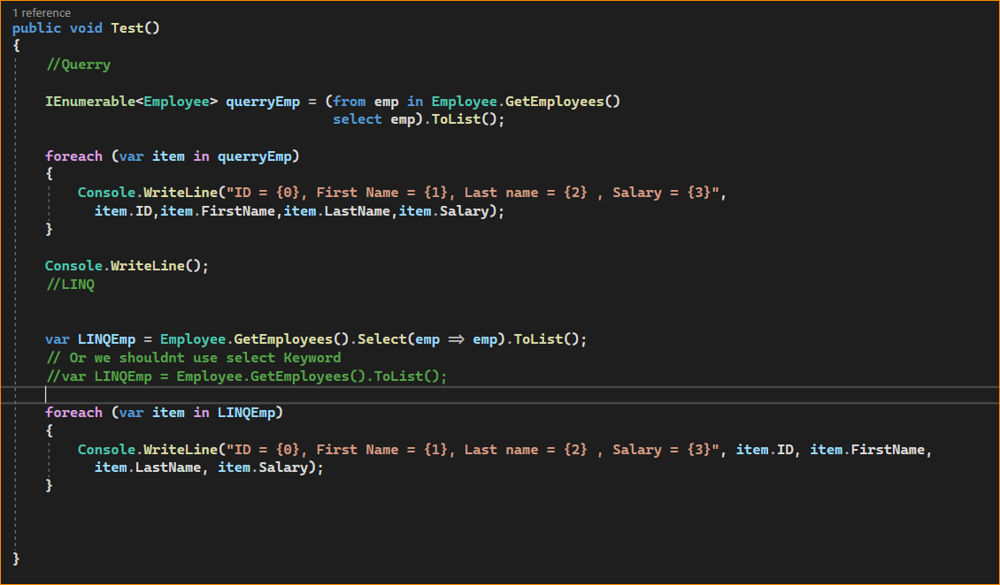 1 reference
public void Test()
{
//Querry
IEnumerable<Employee> querryEmp = (from emp in Employee.GetEmployees()
select emp).ToList();
foreach (var item in querryEmp)
{
Console.WriteLine("ID = {0}, First Name = {1}, Last name = {2} , Salary = {3}",
item.ID,item.FirstName,item.LastName,item.Salary);
}
Console.WriteLine();
//LINQ
var LINQEmp = Employee.GetEmployees().Select(emp => emp).ToList();
// Or we shouldnt use select Keyword
//var LINQEmp = Employee.GetEmployees().ToList();
foreach (var item in LINQEmp)
{
Console.WriteLine("ID = {0}, First Name = {1}, Last name = {2} , Salary = {3}", item.ID, item.FirstName,
item.LastName, item.Salary);
}
}